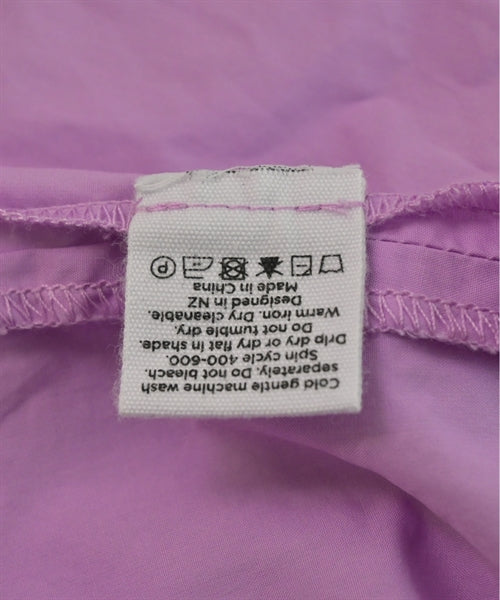 Cold gentle machine wash
separately. Do not bleach.
Spin cycle 400-600.
Drip dry or dry flat in shade.
Do not tumble dry.
Warm iron. Dry cleanable.
Designed in NZ
Made in China
P